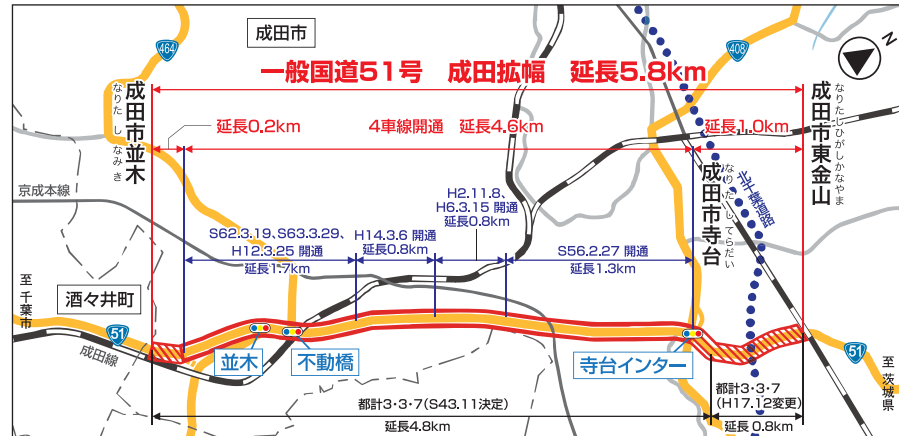 成田市
464
408
N
一般国道51号 成田拡幅 延長5.8km
成田市並木
なりたしなみき
延長0.2km
4車線開通 延長4.6km
延長1.0km
成田市東金山
なりたしひがしかなやま
京成本線
北千葉道路
成田市寺台
なりたしてらだい
H2.11.8、
H6.3.15 開通
延長0.8km
S62.3.19、S63.3.29、
H12.3.25 開通
延長1.7km
H14.3.6 開通
延長0.8km
S56.2.27 開通
延長1.3km
至 千葉市
酒々井町
51
成田線
並木
不動橋
寺台インター
51
至 茨城県
都計3・3・7(S43.11決定)
延長4.8km
都計3・3・7
(H17.12変更)
延長 0.8km